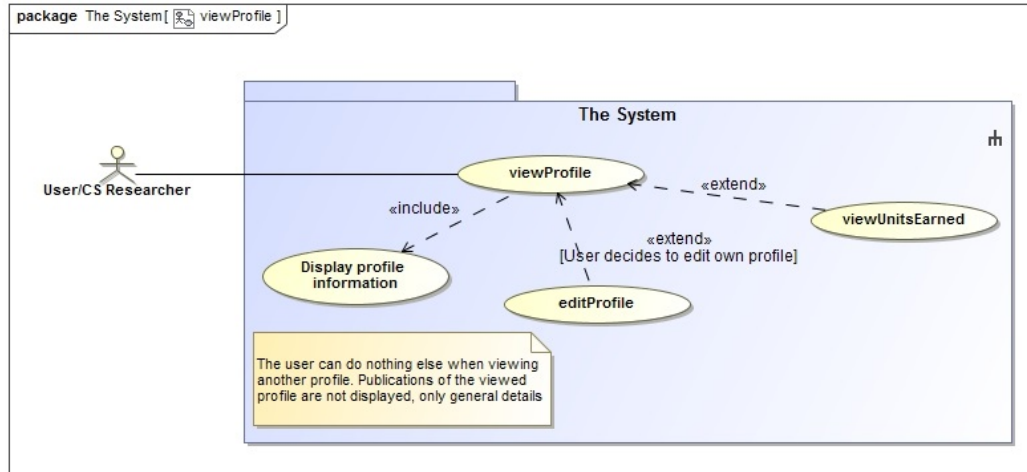 package The System[ viewProfile ]
The System
User/CS Researcher
viewProfile
«extend»
viewUnitsEarned
«include»
«extend»
[User decides to edit own profile]
Display profile
information
editProfile
The user can do nothing else when viewing
another profile. Publications of the viewed
profile are not displayed, only general details